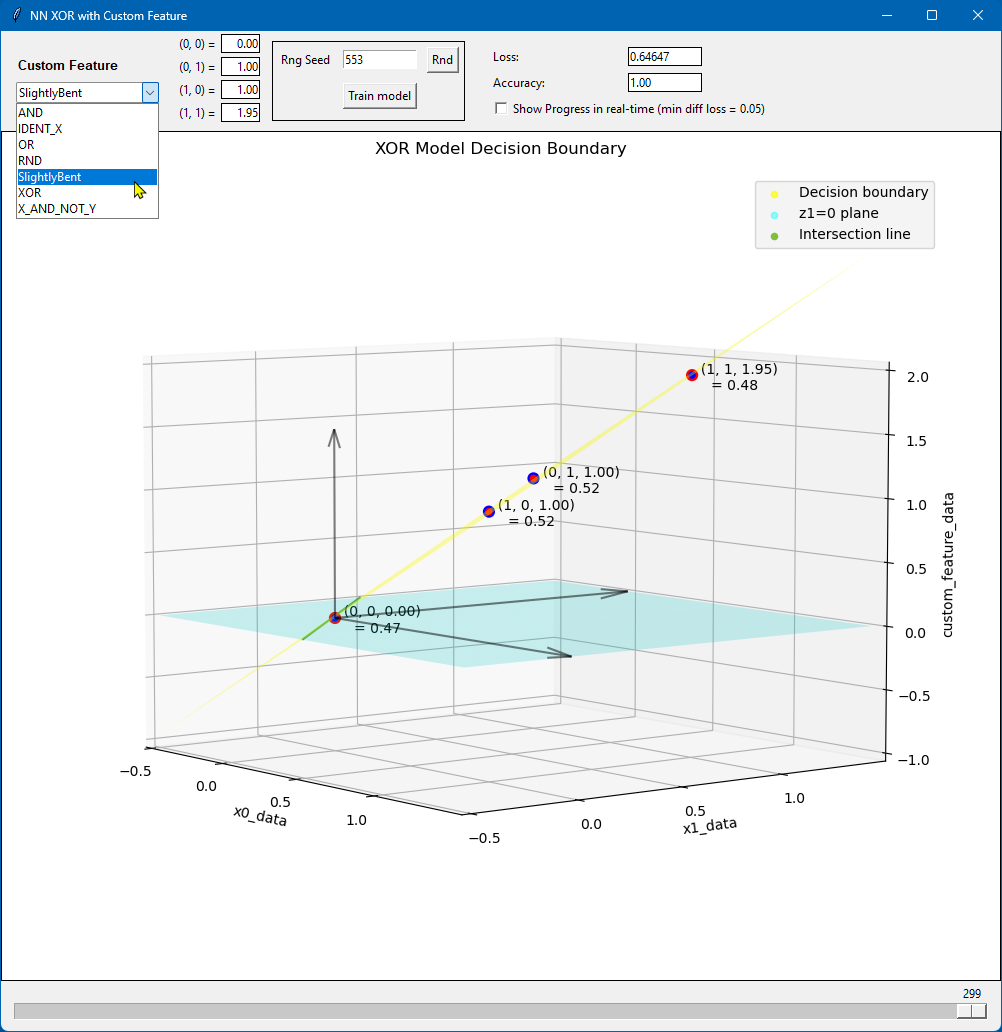 NN XOR with Custom Feature
Custom Feature
SlightlyBent
AND
IDENT_X
OR
RND
SlightlyBent
XOR
X_AND_NOT_Y
(0, 0) = 0.00
(0, 1) = 1.00
(1, 0) = 1.00
(1, 1) = 1.95
Rng Seed 553 Rnd
Train model
Loss: 0.64647
Accuracy: 1.00
Show Progress in real-time (min diff loss = 0.05)
XOR Model Decision Boundary
Decision boundary
z1=0 plane
Intersection line
(1, 1, 1.95)
= 0.48
(0, 1, 1.00)
= 0.52
(1, 0, 1.00)
= 0.52
(0, 0, 0.00)
= 0.47
2.0
1.5
1.0
0.5
0.0
−0.5
−1.0
custom_feature_data
−0.5
0.0
0.5
1.0
x0_data
−0.5
0.0
0.5
1.0
x1_data
299